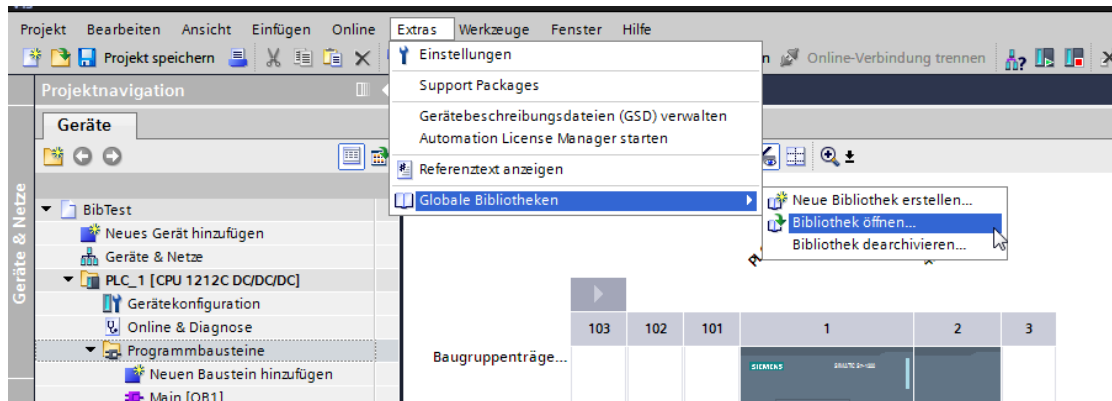 Projekt Bearbeiten Ansicht Einfügen Online Extras Werkzeuge Fenster Hilfe
Projekt speichern
Online-Verbindung trennen
Einstellungen
Support Packages
Gerätebeschreibungsdateien (GSD) verwalten
Automation License Manager starten
Referenztext anzeigen
Globale Bibliotheken
Neue Bibliothek erstellen...
Bibliothek öffnen...
Bibliothek dearchivieren...
Projektnavigation
Geräte
Geräte & Netze
BibTest
Neues Gerät hinzufügen
Geräte & Netze
PLC_1 [CPU 1212C DC/DC/DC]
Gerätekonfiguration
Online & Diagnose
Programmbausteine
Neuen Baustein hinzufügen
Main [OB1]
103 102 101 1 2 3
Baugruppenträge...
SIEMENS